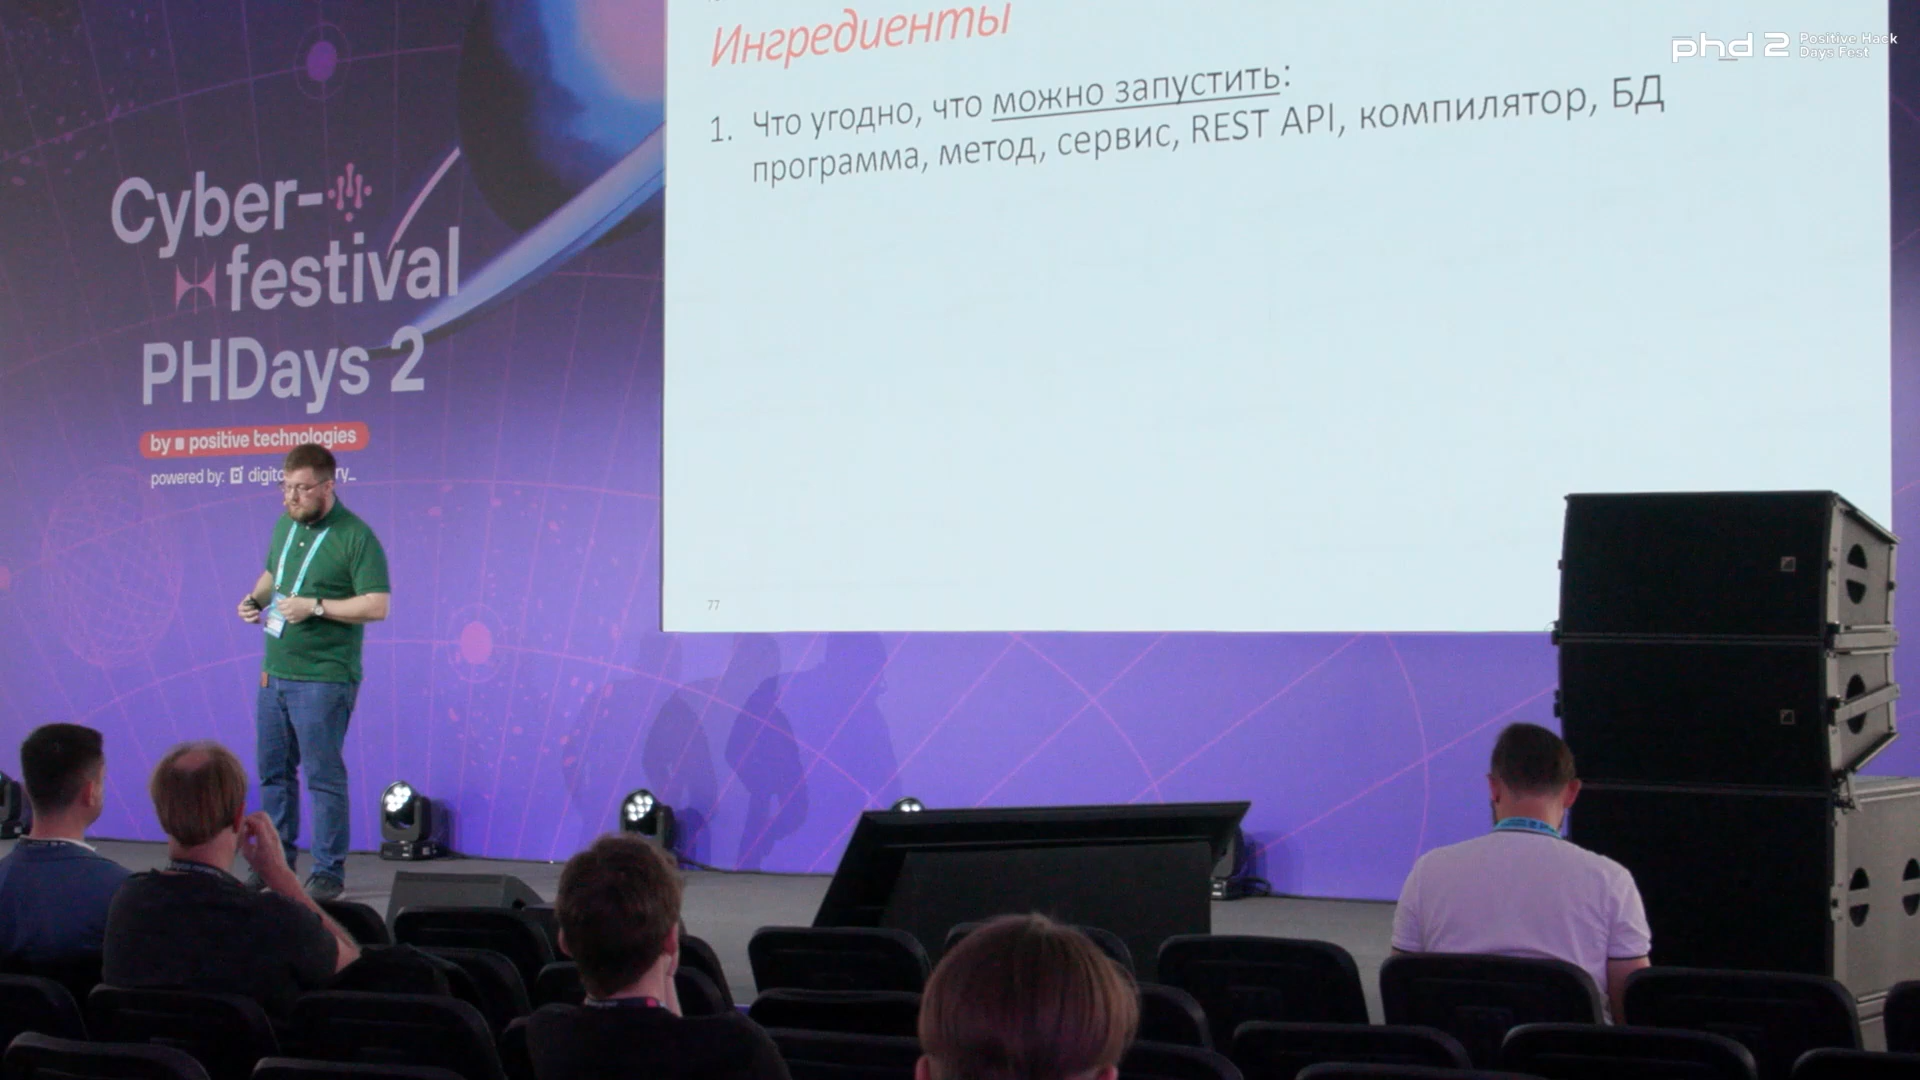 Ингредиенты
1. Что угодно, что можно запустить:
программа, метод, сервис, REST API, компилятор, БД
77
phd 2 Positive Hack
Days Fest
Cyber-
festival
PHDays 2
by positive technologies
powered by: